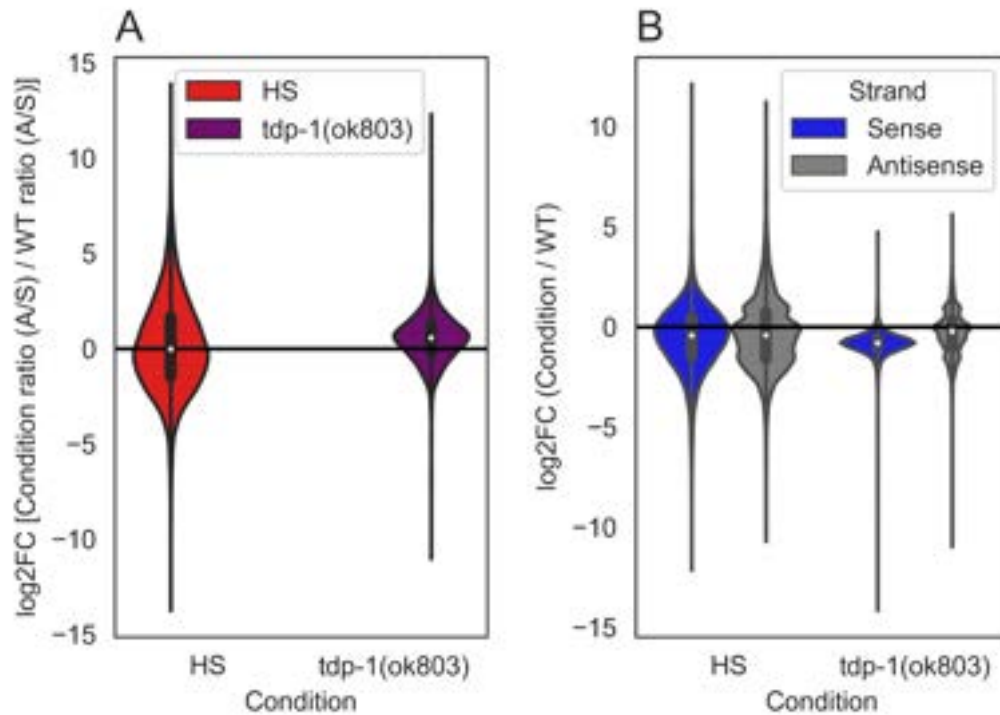 A
log2FC [Condition ratio (A/S) / WT ratio (A/S)]
15
10
5
0
−5
−10
−15
HS
tdp-1(ok803)
HS
tdp-1(ok803)
Condition
B
log2FC (Condition / WT)
10
5
0
−5
−10
−15
Strand
Sense
Antisense
HS
tdp-1(ok803)
Condition